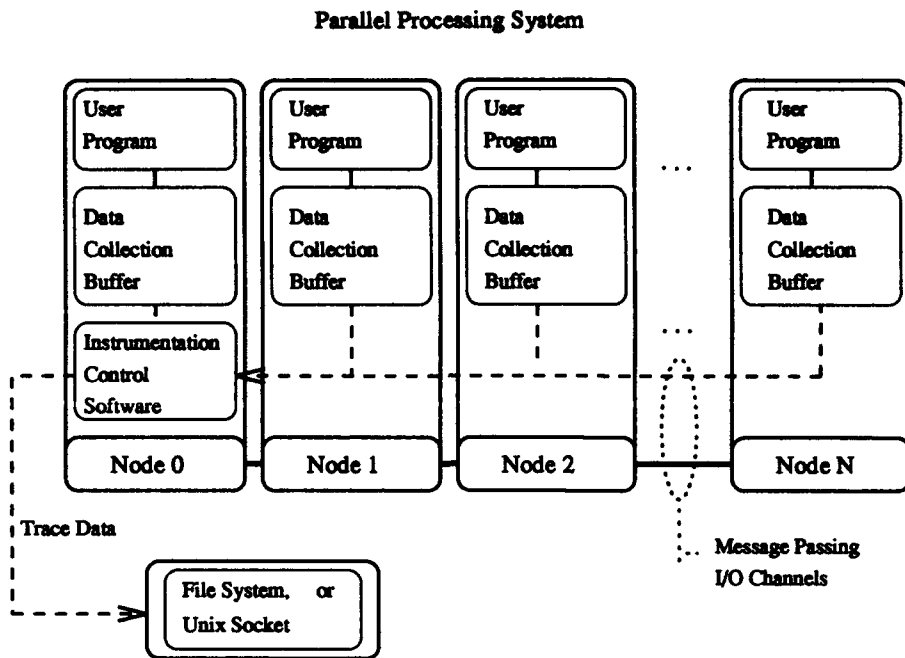 Parallel Processing System
User
Program
Data
Collection
Buffer
Instrumentation
Control
Software
Node 0
User
Program
Data
Collection
Buffer
Node 1
User
Program
Data
Collection
Buffer
Node 2
...
...
User
Program
Data
Collection
Buffer
Node N
Trace Data
File System, or
Unix Socket
Message Passing
I/O Channels